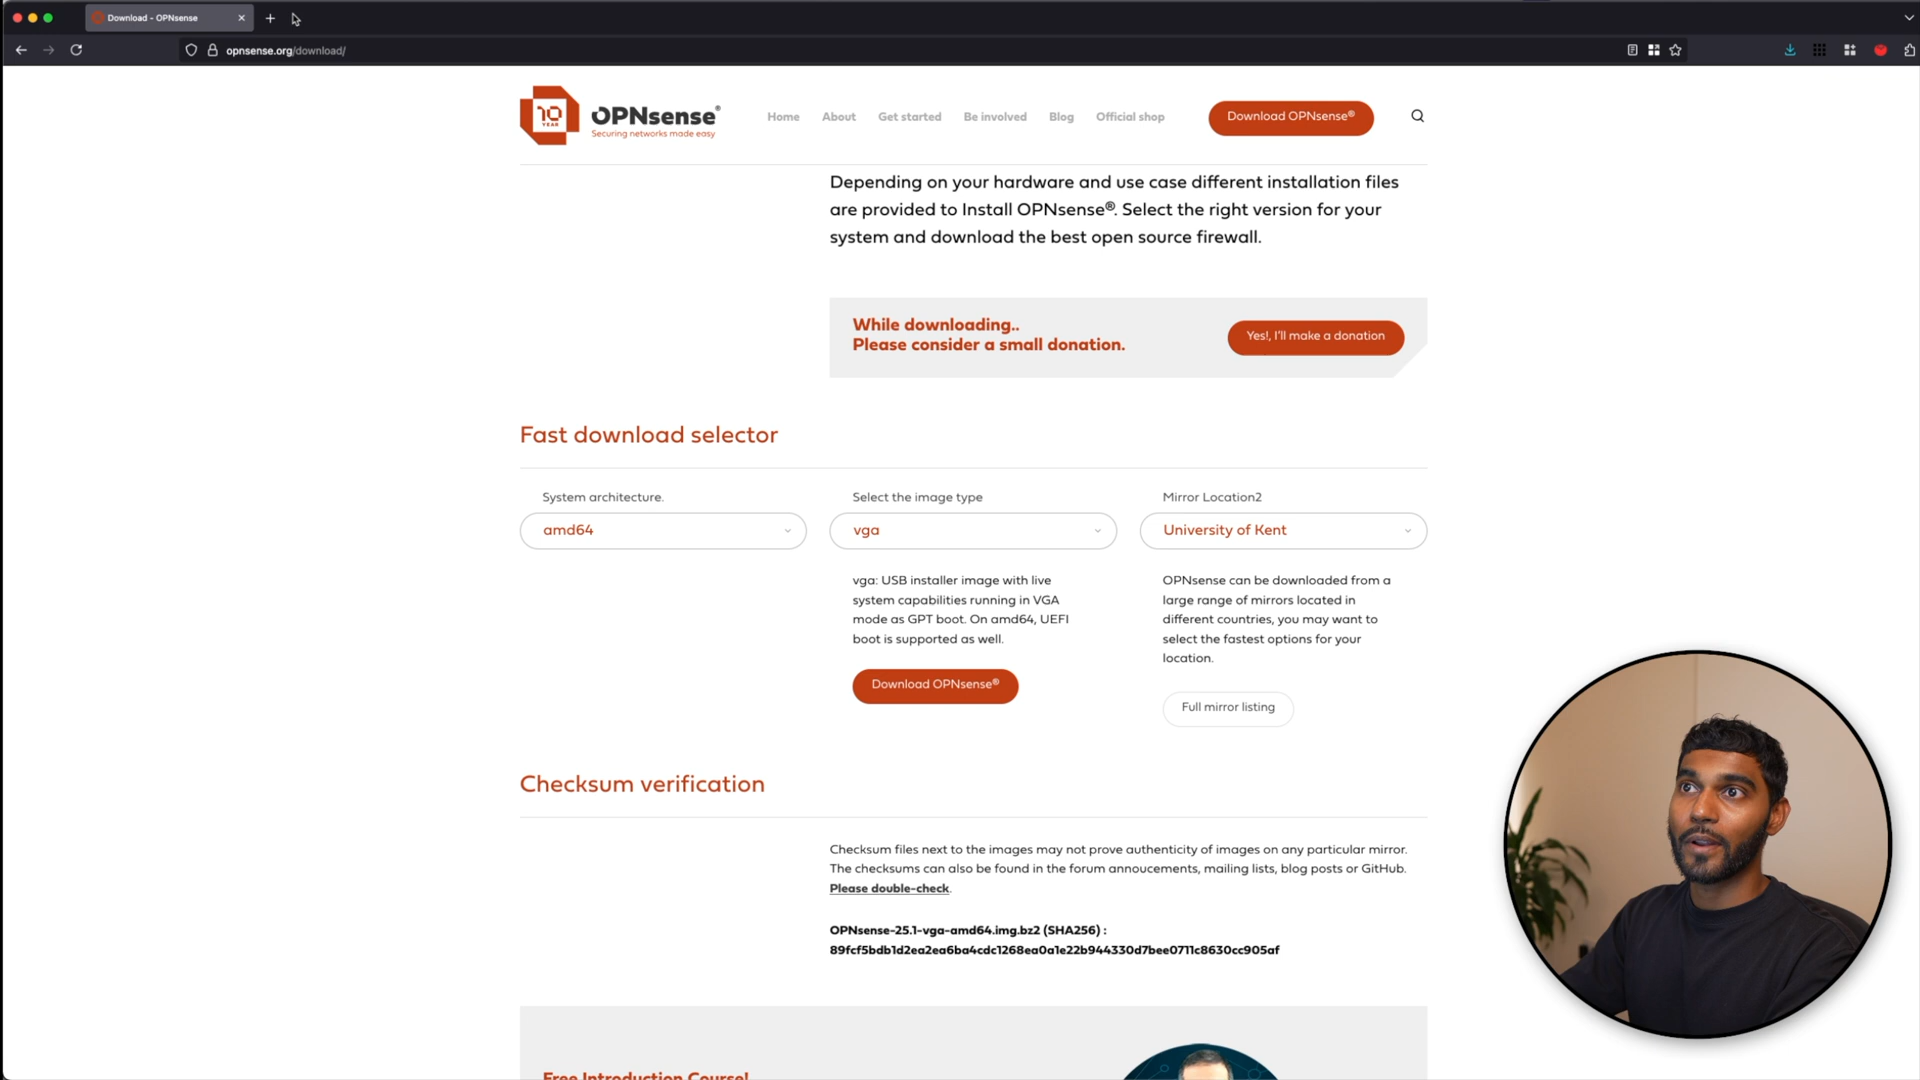 Download - OPNsense
opnsense.org/download/
10
YEAR
OPNsense®
Securing networks made easy
Home
About
Get started
Be involved
Blog
Official shop
Download OPNsense®
Depending on your hardware and use case different installation files
are provided to Install OPNsense®. Select the right version for your
system and download the best open source firewall.
While downloading..
Please consider a small donation.
Yes!, I'll make a donation
Fast download selector
System architecture.
amd64
Select the image type
vga
vga: USB installer image with live
system capabilities running in VGA
mode as GPT boot. On amd64, UEFI
boot is supported as well.
Download OPNsense®
Mirror Location2
University of Kent
OPNsense can be downloaded from a
large range of mirrors located in
different countries, you may want to
select the fastest options for your
location.
Full mirror listing
Checksum verification
Checksum files next to the images may not prove authenticity of images on any particular mirror.
The checksums can also be found in the forum annoucements, mailing lists, blog posts or GitHub.
Please double-check.
OPNsense-25.1-vga-amd64.img.bz2 (SHA256) :
89fcf5bdb1d2ea2ea6ba4cdc1268ea0a1e22b944330d7bee0711c8630cc905af
Free Introduction Course!